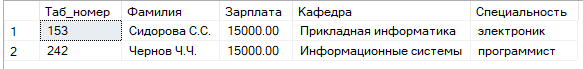 Таб_номер Фамилия Зарплата Кафедра Специальность
1 153 Сидорова С.С. 15000.00 Прикладная информатика электроник
2 242 Чернов Ч.Ч. 15000.00 Информационные системы программист